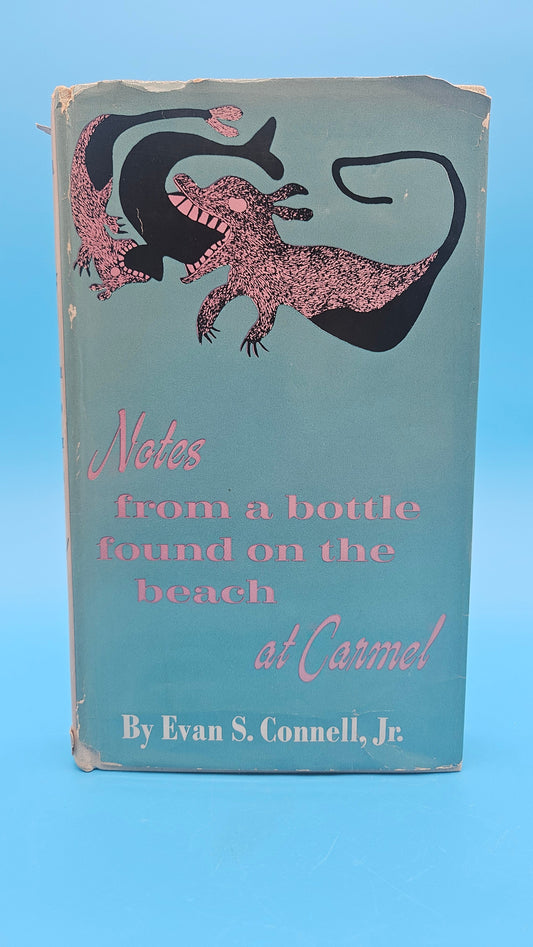 Notes
from a bottle
found on the
beach
at Carmel
By Evan S. Connell, Jr.